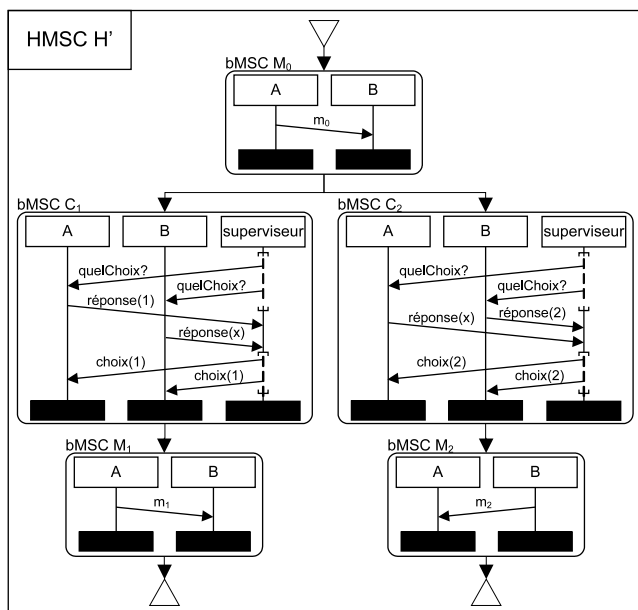 HMSC H'
bMSC M0
A B
m0
bMSC C1
A B superviseur
quelChoix?
quelChoix?
réponse(1)
réponse(x)
choix(1)
choix(1)
bMSC C2
A B superviseur
quelChoix?
quelChoix?
réponse(2)
réponse(x)
choix(2)
choix(2)
bMSC M1
A B
m1
bMSC M2
A B
m2